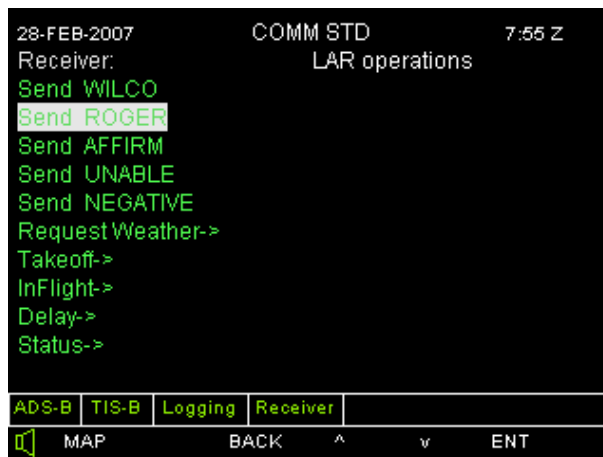 28-FEB-2007 COMM STD 7:55 Z
Receiver: LAR operations
Send WILCO
Send ROGER
Send AFFIRM
Send UNABLE
Send NEGATIVE
Request Weather->
Takeoff->
InFlight->
Delay->
Status->
ADS-B TIS-B Logging Receiver
MAP BACK ^ v ENT